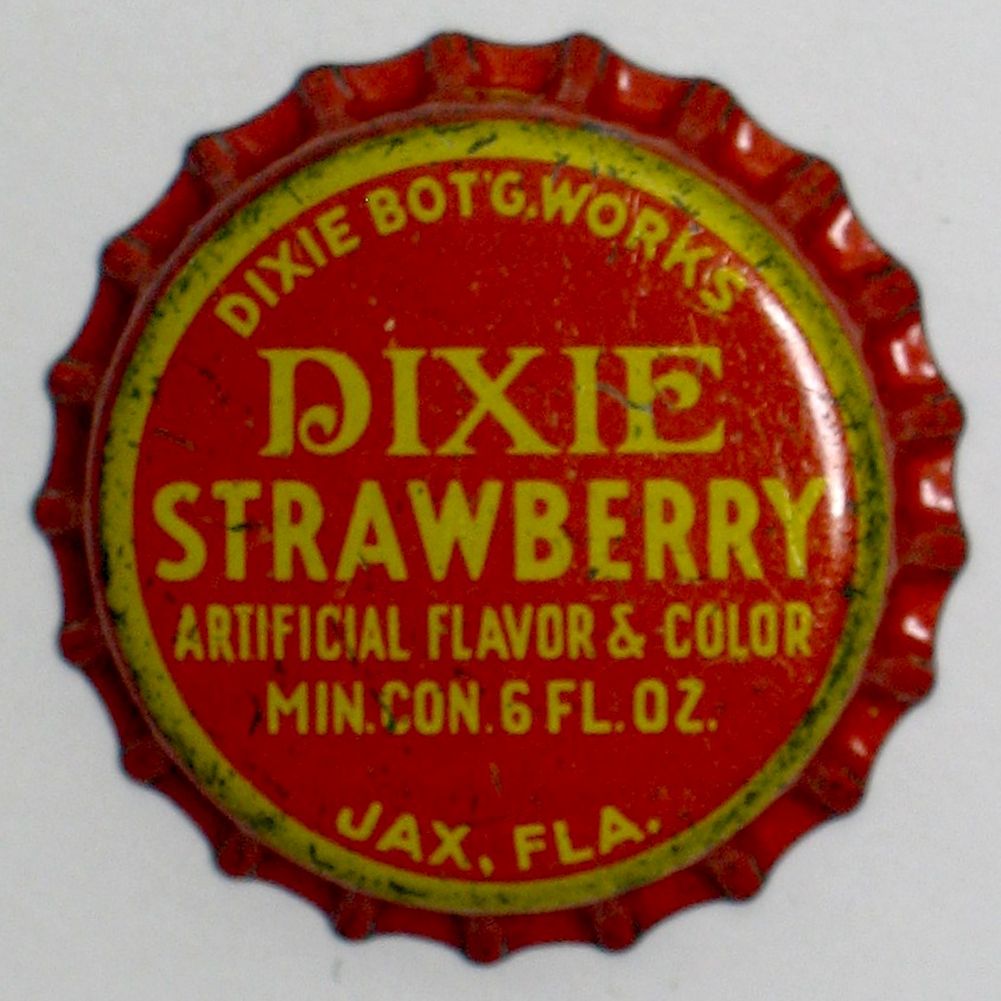 DIXIE BOT'G. WORKS
DIXIE
STRAWBERRY
ARTIFICIAL FLAVOR & COLOR
MIN. CON. 6 FL. OZ.
JAX, FLA.